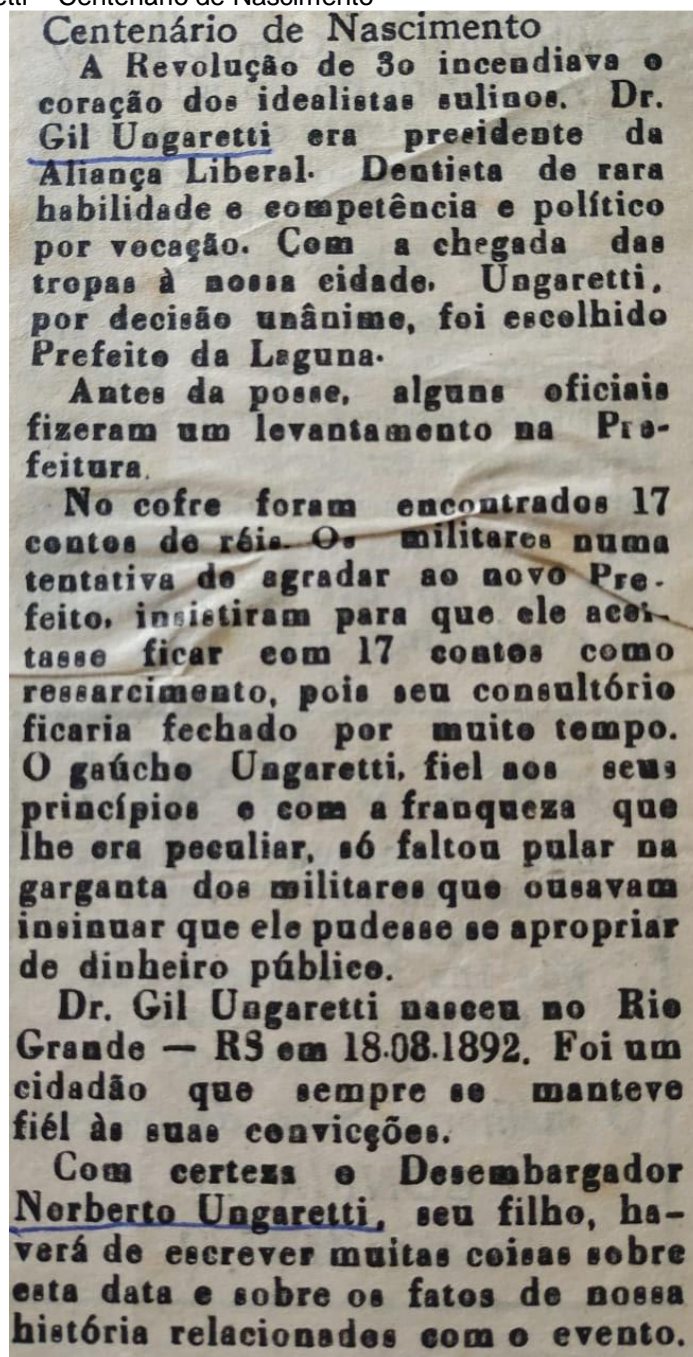 Centenário de Nascimento
Centenário de Nascimento
A Revolução de 3o incendiava o
coração dos idealistas sulinos. Dr.
Gil Ungaretti era presidente da
Aliança Liberal. Dentista de rara
habilidade e competência e político
por vocação. Com a chegada das
tropas à nossa cidade. Ungaretti,
por decisão unânime, foi escolhido
Prefeito da Laguna.
Antes da posse, alguns oficiais
fizeram um levantamento na Pre-
feitura.
No cofre foram encontrados 17
contos de réis. Os militares numa
tentativa de agradar ao novo Pre-
feito, insistiram para que ele acei-
tasse ficar com 17 contos como
ressarcimento, pois seu consultório
ficaria fechado por muito tempo.
O gaúcho Ungaretti, fiel aos seus
princípios e com a franqueza que
lhe era peculiar, só faltou pular na
garganta dos militares que ousavam
insinuar que ele pudesse se apropriar
de dinheiro público.
Dr. Gil Ungaretti nasceu no Rio
Grande — RS em 18.08.1892. Foi um
cidadão que sempre se manteve
fiél às suas convicções.
Com certeza o Desembargador
Norberto Ungaretti, seu filho, ha-
verá de escrever muitas coisas sobre
esta data e sobre os fatos de nossa
história relacionados com o evento.